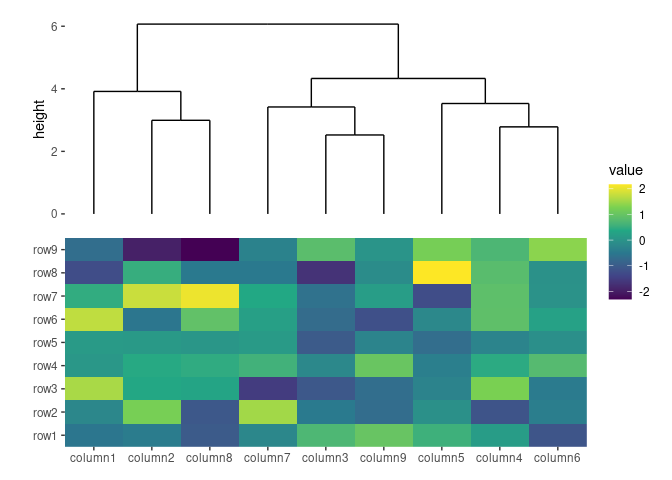 6
4
2
0
height
value
2
1
0
-1
-2
row9
row8
row7
row6
row5
row4
row3
row2
row1
column1 column2 column8 column7 column3 column9 column5 column4 column6